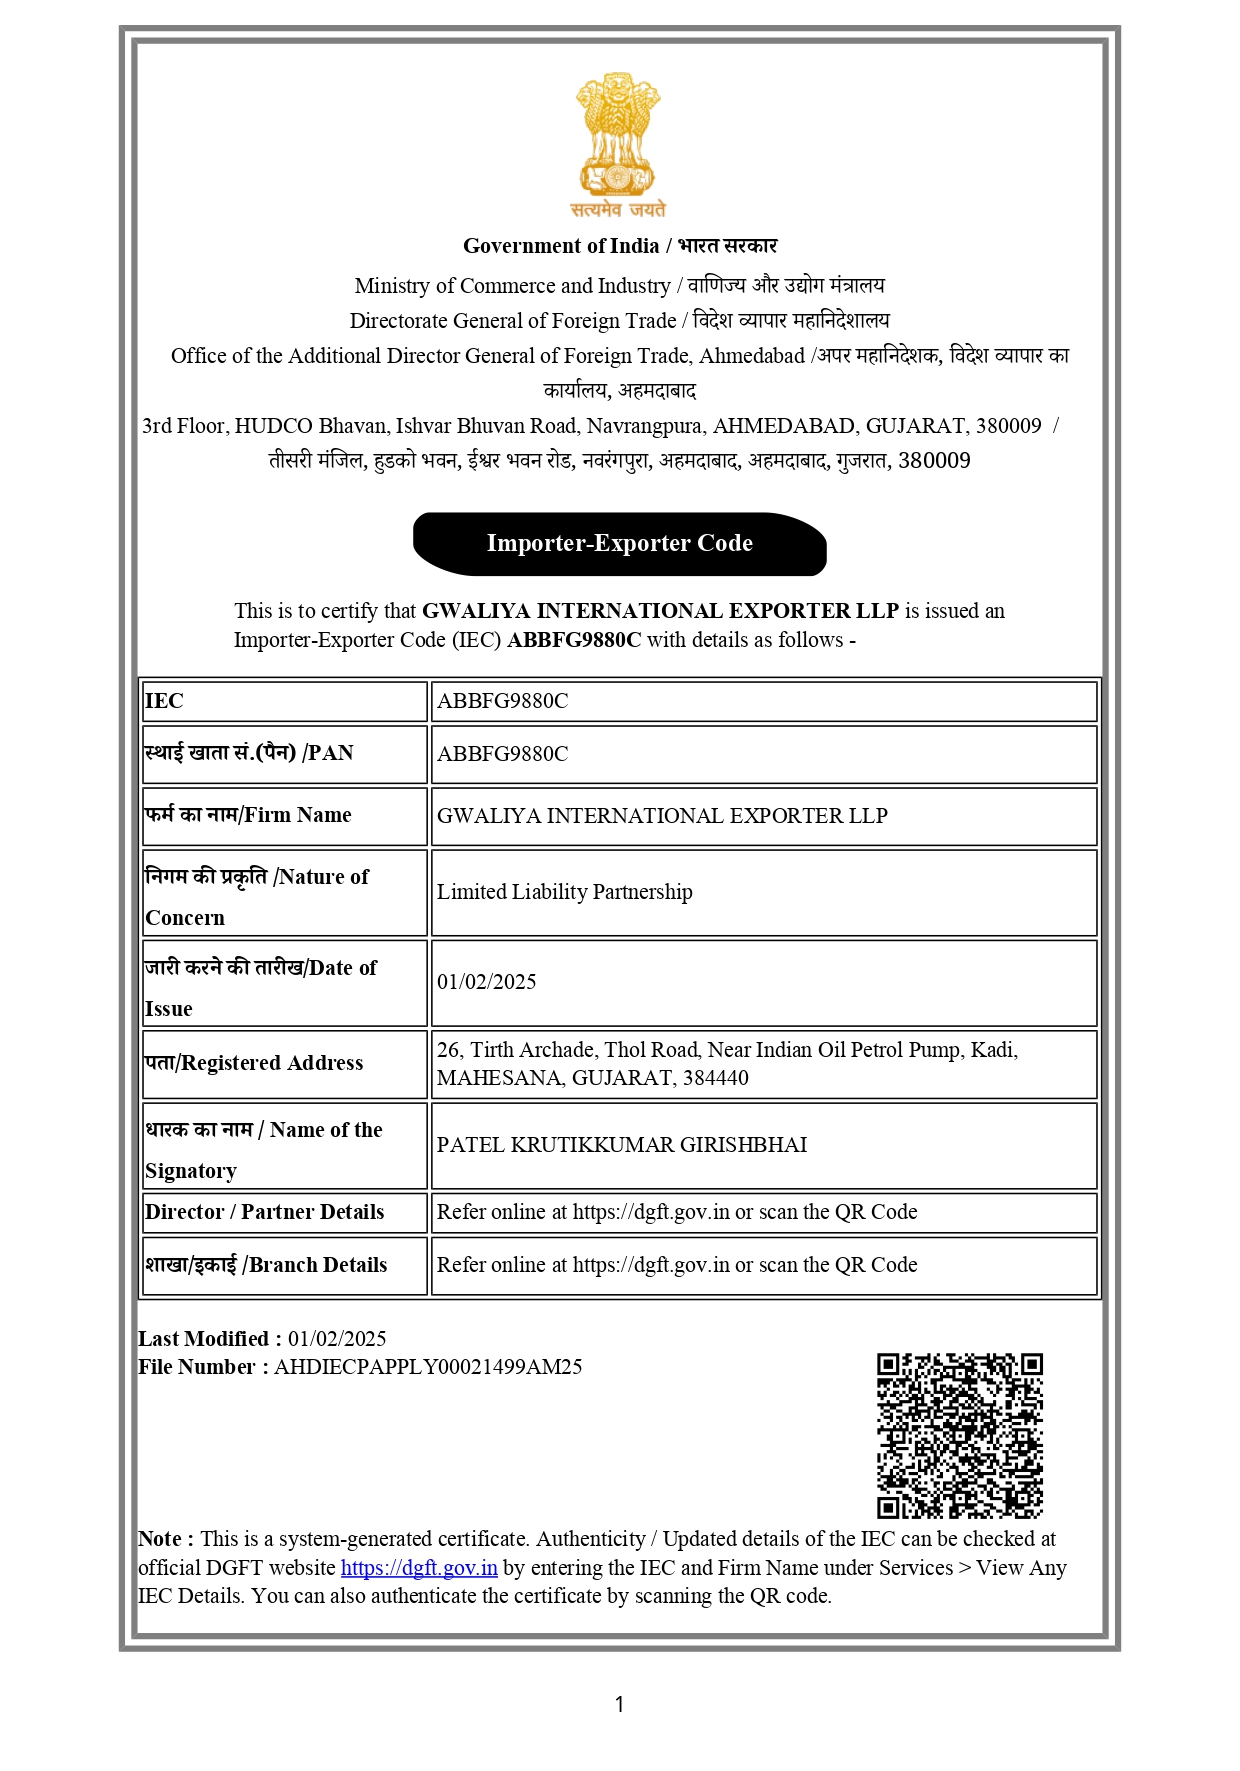 सत्यमेव जयते
Government of India / भारत सरकार
Ministry of Commerce and Industry / वाणिज्य और उद्योग मंत्रालय
Directorate General of Foreign Trade / विदेश व्यापार महानिदेशालय
Office of the Additional Director General of Foreign Trade, Ahmedabad /अपर महानिदेशक, विदेश व्यापार का
कार्यालय, अहमदाबाद
3rd Floor, HUDCO Bhavan, Ishvar Bhuvan Road, Navrangpura, AHMEDABAD, GUJARAT, 380009 /
तीसरी मंजिल, हुडको भवन, ईश्वर भवन रोड, नवरंगपुरा, अहमदाबाद, अहमदाबाद, गुजरात, 380009
Importer-Exporter Code
This is to certify that GWALIYA INTERNATIONAL EXPORTER LLP is issued an
Importer-Exporter Code (IEC) ABBFG9880C with details as follows -
IEC ABBFG9880C
स्थाई खाता सं.(पैन) /PAN ABBFG9880C
फर्म का नाम/Firm Name GWALIYA INTERNATIONAL EXPORTER LLP
निगम की प्रकृति /Nature of
Concern
Limited Liability Partnership
जारी करने की तारीख/Date of
Issue
01/02/2025
पता/Registered Address
26, Tirth Archade, Thol Road, Near Indian Oil Petrol Pump, Kadi,
MAHESANA, GUJARAT, 384440
धारक का नाम / Name of the
Signatory
PATEL KRUTIKKUMAR GIRISHBHAI
Director / Partner Details Refer online at https://dgft.gov.in or scan the QR Code
शाखा/इकाई /Branch Details Refer online at https://dgft.gov.in or scan the QR Code
Last Modified : 01/02/2025
File Number : AHDIECPAPPLY00021499AM25
Note : This is a system-generated certificate. Authenticity / Updated details of the IEC can be checked at
official DGFT website https://dgft.gov.in by entering the IEC and Firm Name under Services > View Any
IEC Details. You can also authenticate the certificate by scanning the QR code.
1